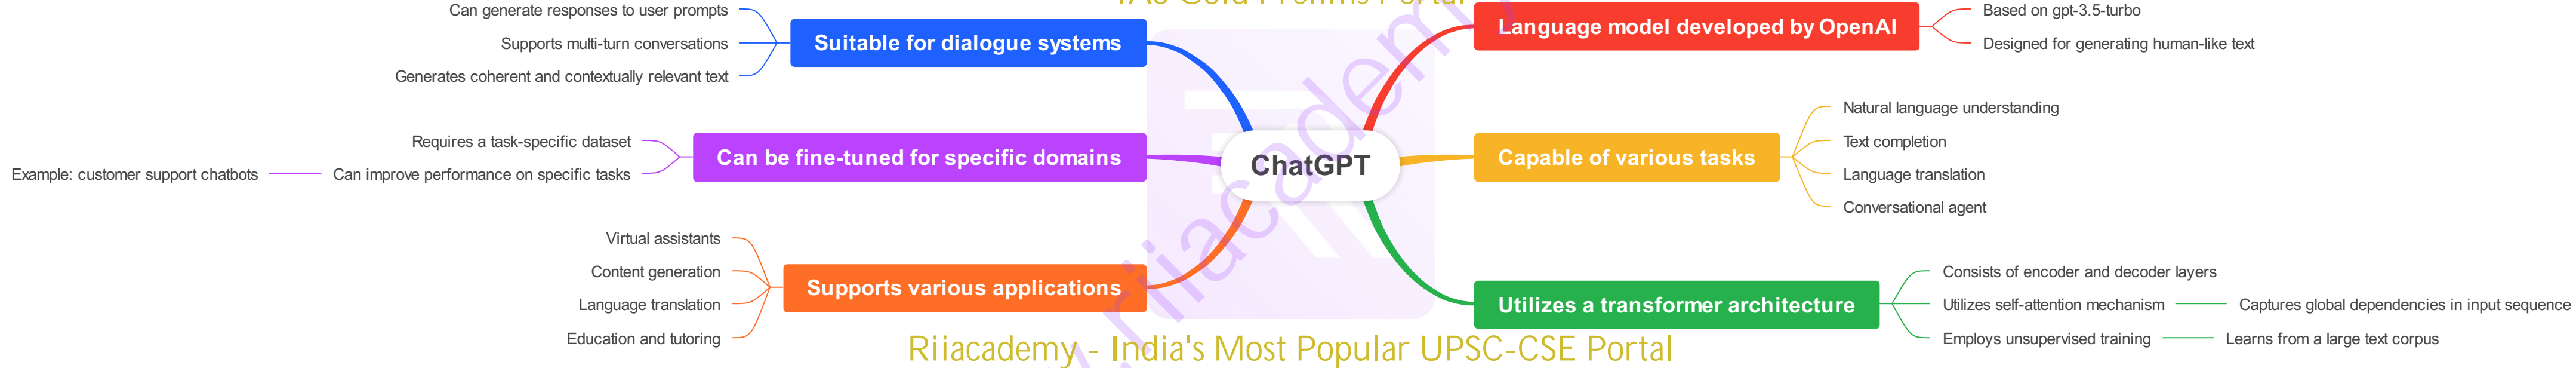 Can generate responses to user prompts
Supports multi-turn conversations
Generates coherent and contextually relevant text
Suitable for dialogue systems
Requires a task-specific dataset
Example: customer support chatbots
Can improve performance on specific tasks
Can be fine-tuned for specific domains
Virtual assistants
Content generation
Language translation
Education and tutoring
Supports various applications
ChatGPT
Language model developed by OpenAI
Based on gpt-3.5-turbo
Designed for generating human-like text
Capable of various tasks
Natural language understanding
Text completion
Language translation
Conversational agent
Utilizes a transformer architecture
Consists of encoder and decoder layers
Utilizes self-attention mechanism
Captures global dependencies in input sequence
Employs unsupervised training
Learns from a large text corpus
Riiacademy - India's Most Popular UPSC-CSE Portal